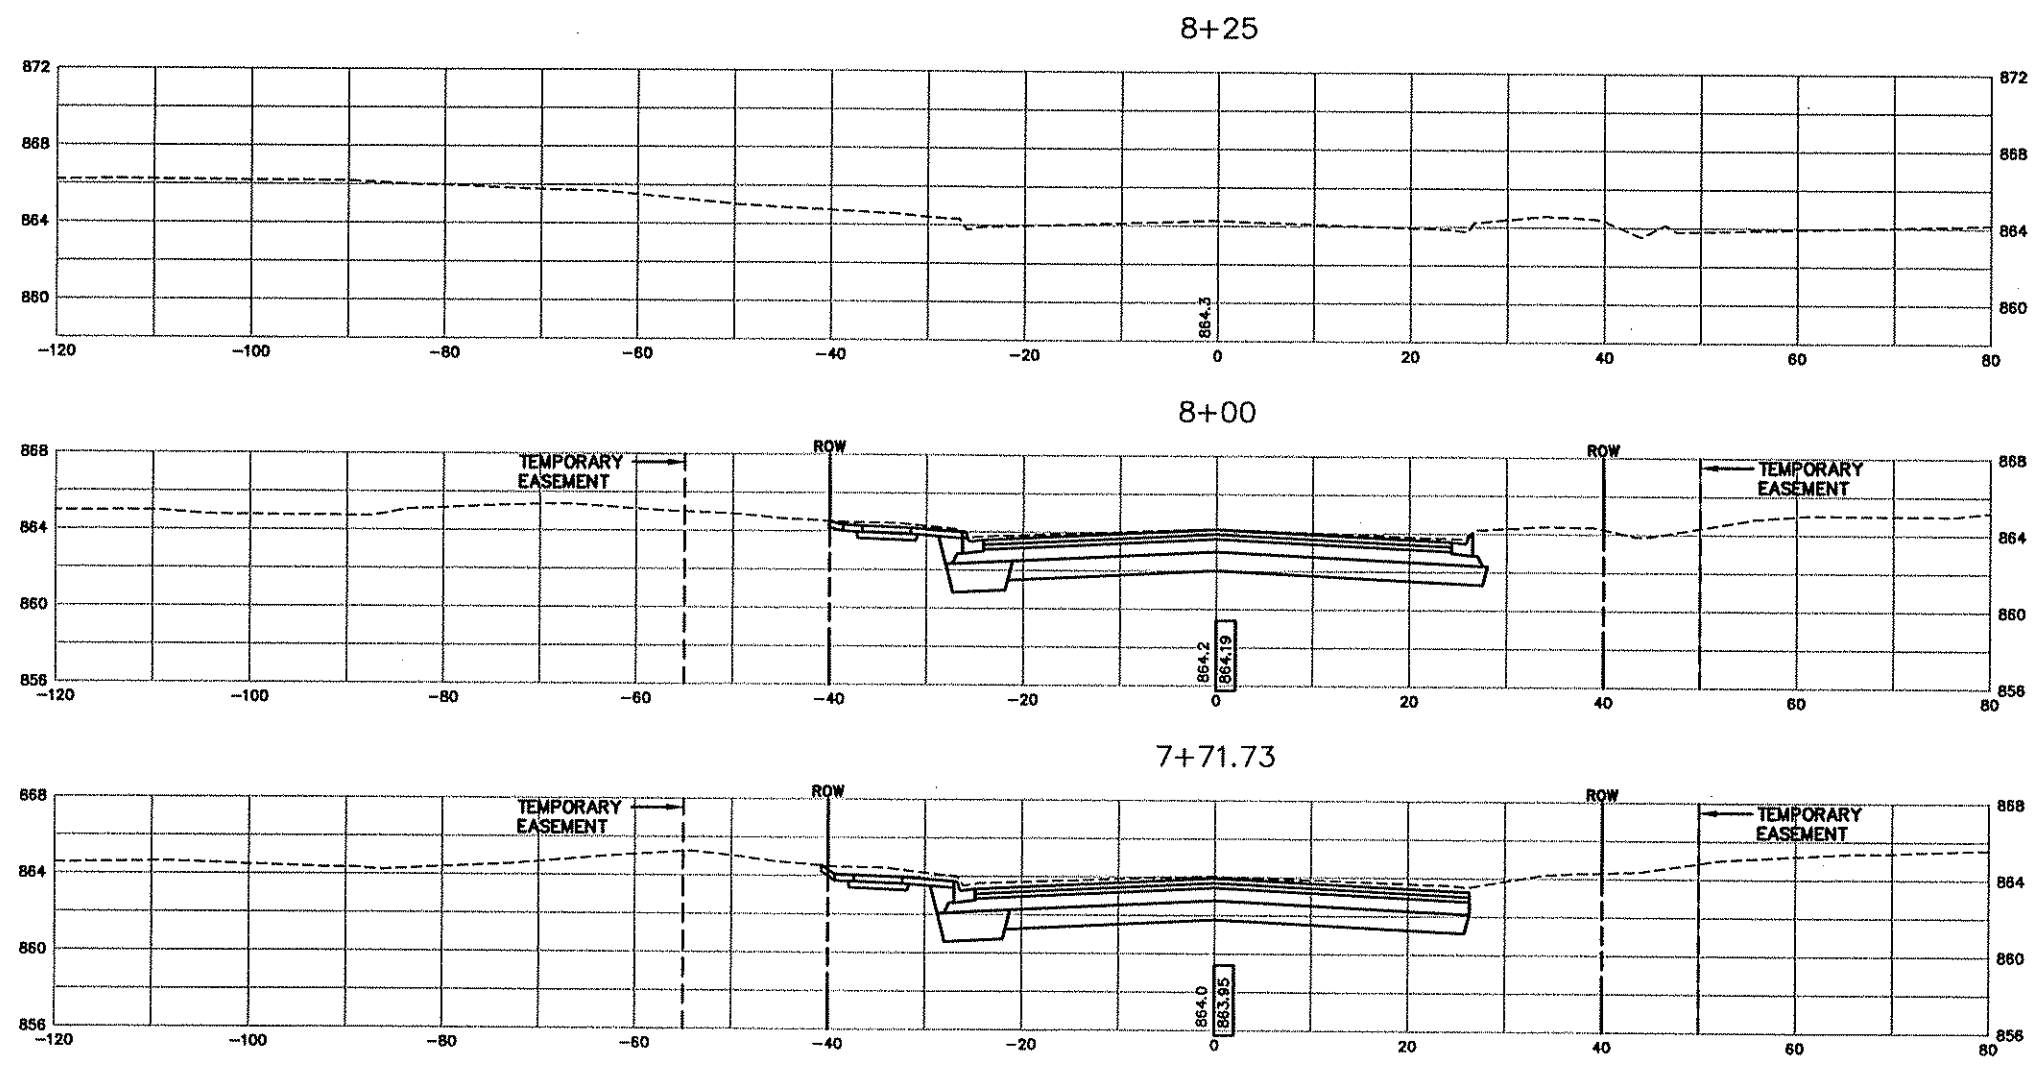 8+25
872 872
868 868
864 864
860 860
864.3
-120 -100 -80 -60 -40 -20 0 20 40 60 80
8+00
868 ROW ROW 868
TEMPORARY TEMPORARY
EASEMENT EASEMENT
864 864
860 860
864.2 864.19
856 856
-120 -100 -80 -60 -40 -20 0 20 40 60 80
7+71.73
868 ROW ROW 868
TEMPORARY TEMPORARY
EASEMENT EASEMENT
864 864
860 860
864.0 863.95
856 856
-120 -100 -80 -60 -40 -20 0 20 40 60 80